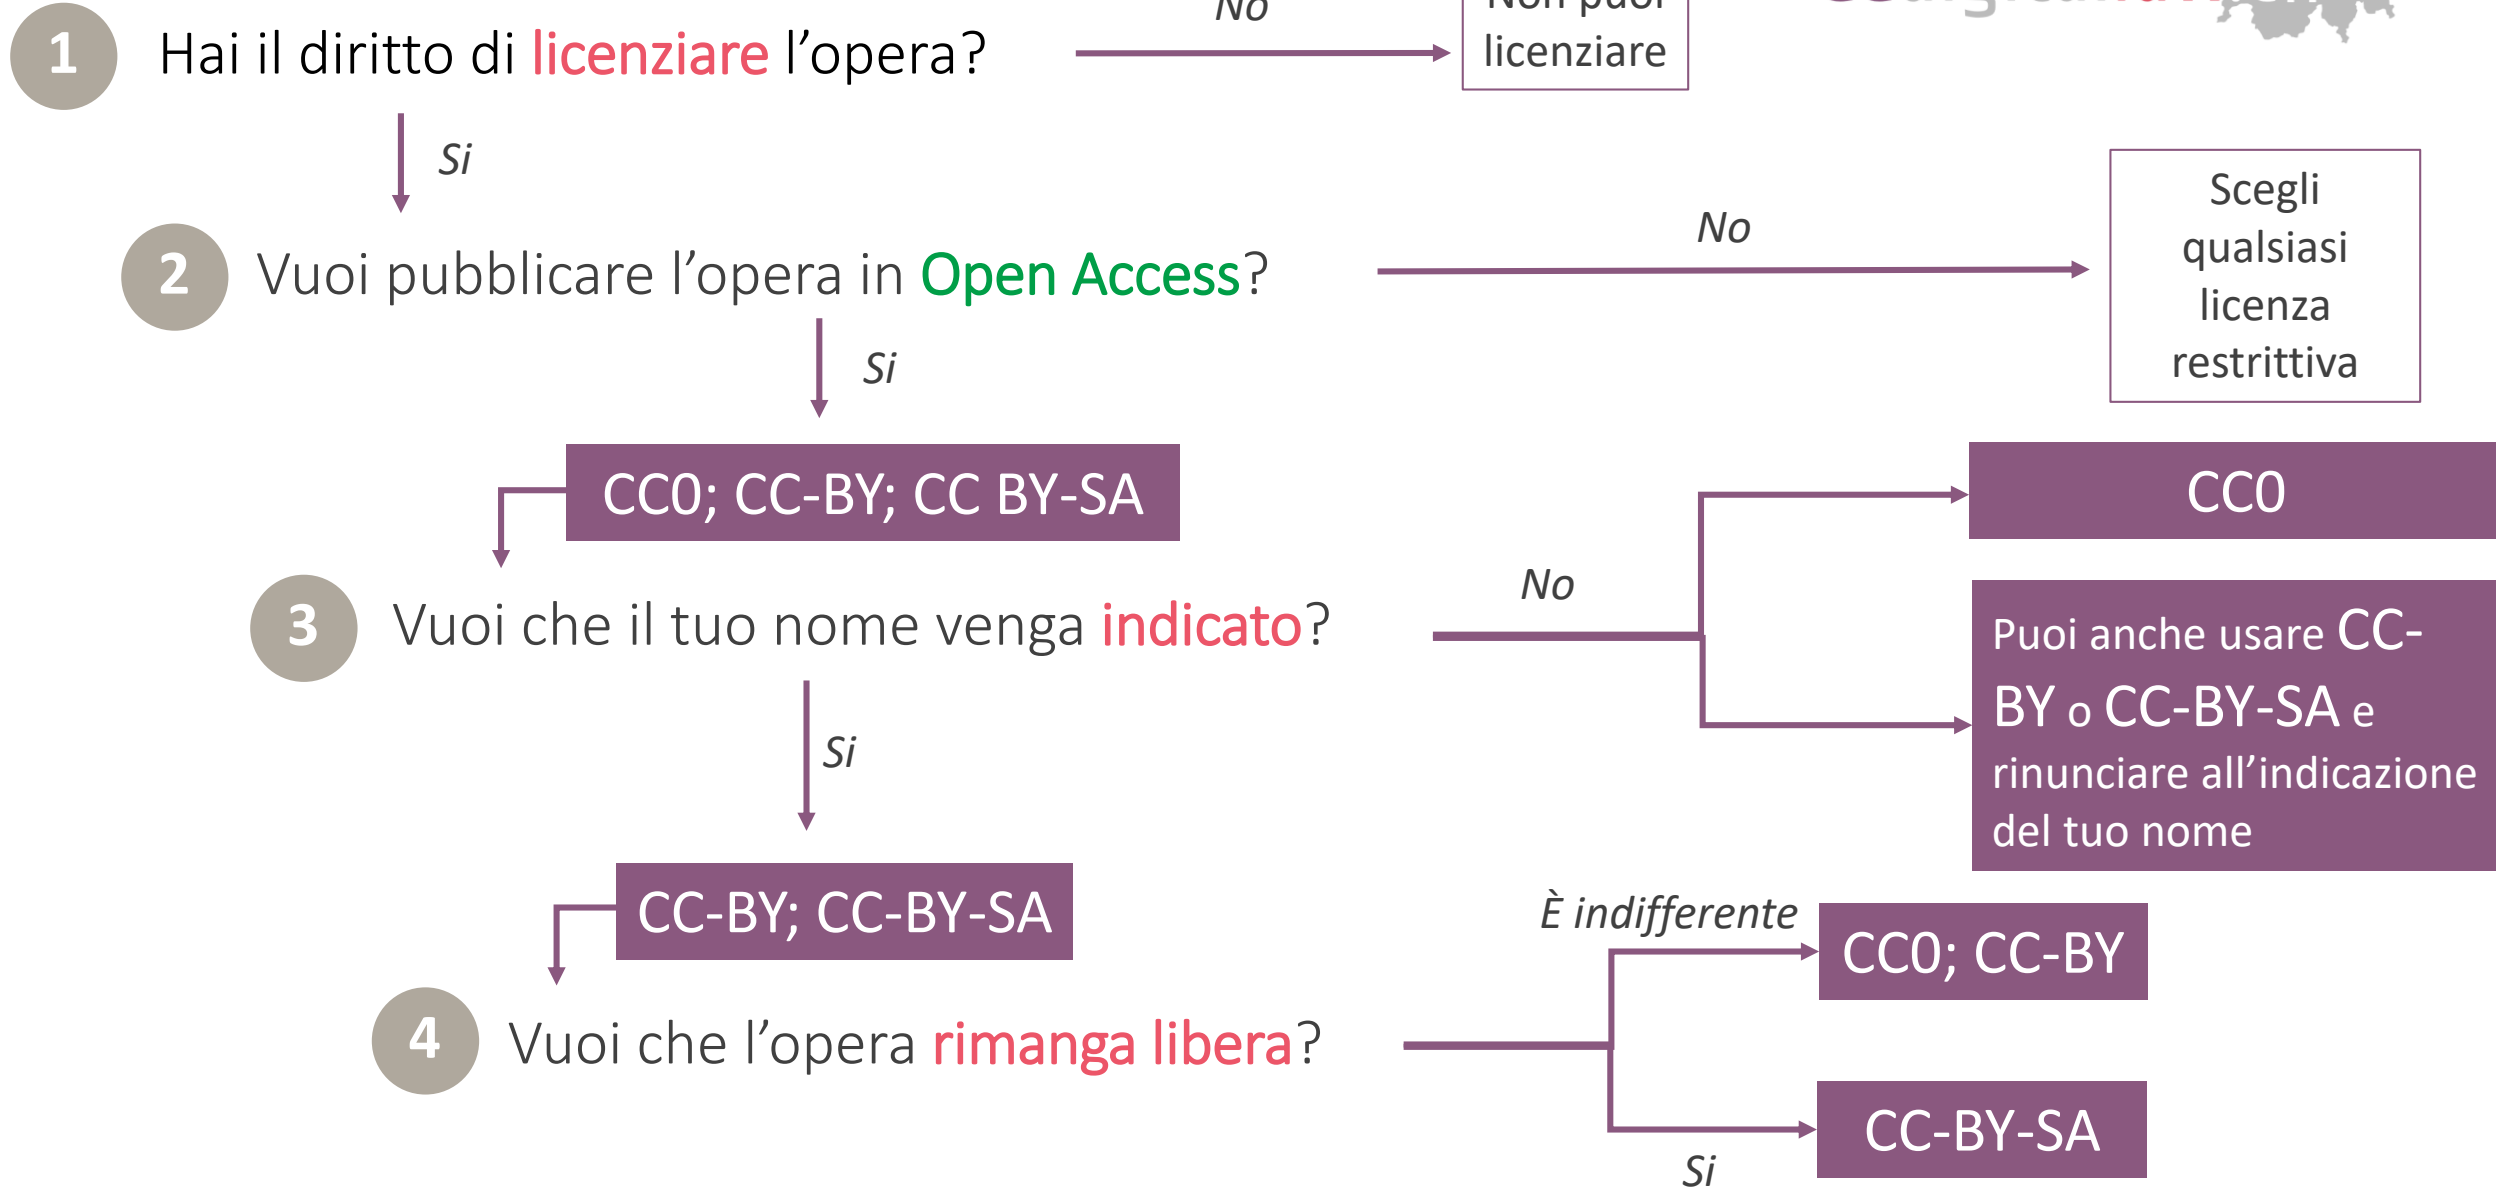 No
Non può
1
Hai il diritto di licenziare l'opera?
licenziare
Si
2
Vuoi pubblicare l'opera in Open Access?
No
Scegli
qualsiasi
licenza
restrittiva
Si
CC0; CC-BY; CC BY-SA
CC0
3
Vuoi che il tuo nome venga indicato?
No
Puoi anche usare CC-
BY o CC-BY-SA e
rinunciare all'indicazione
del tuo nome
Si
CC-BY; CC-BY-SA
È indifferente
CC0; CC-BY
4
Vuoi che l'opera rimanga libera?
CC-BY-SA
Si